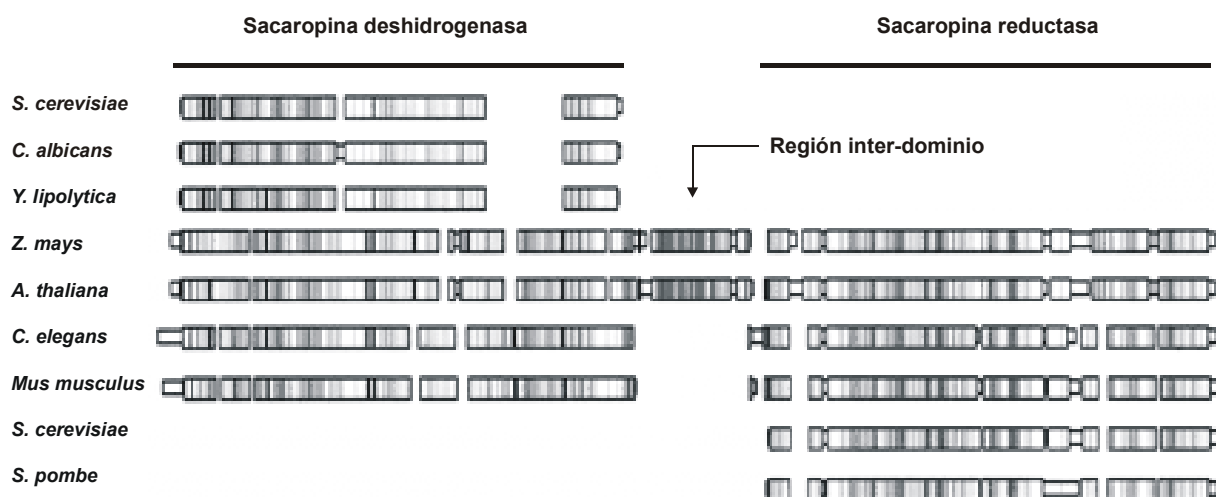 Sacaropina deshidrogenasa
Sacaropina reductasa
S. cerevisiae
C. albicans
Región inter-dominio
Y. lipolytica
Z. mays
A. thaliana
C. elegans
Mus musculus
S. cerevisiae
S. pombe